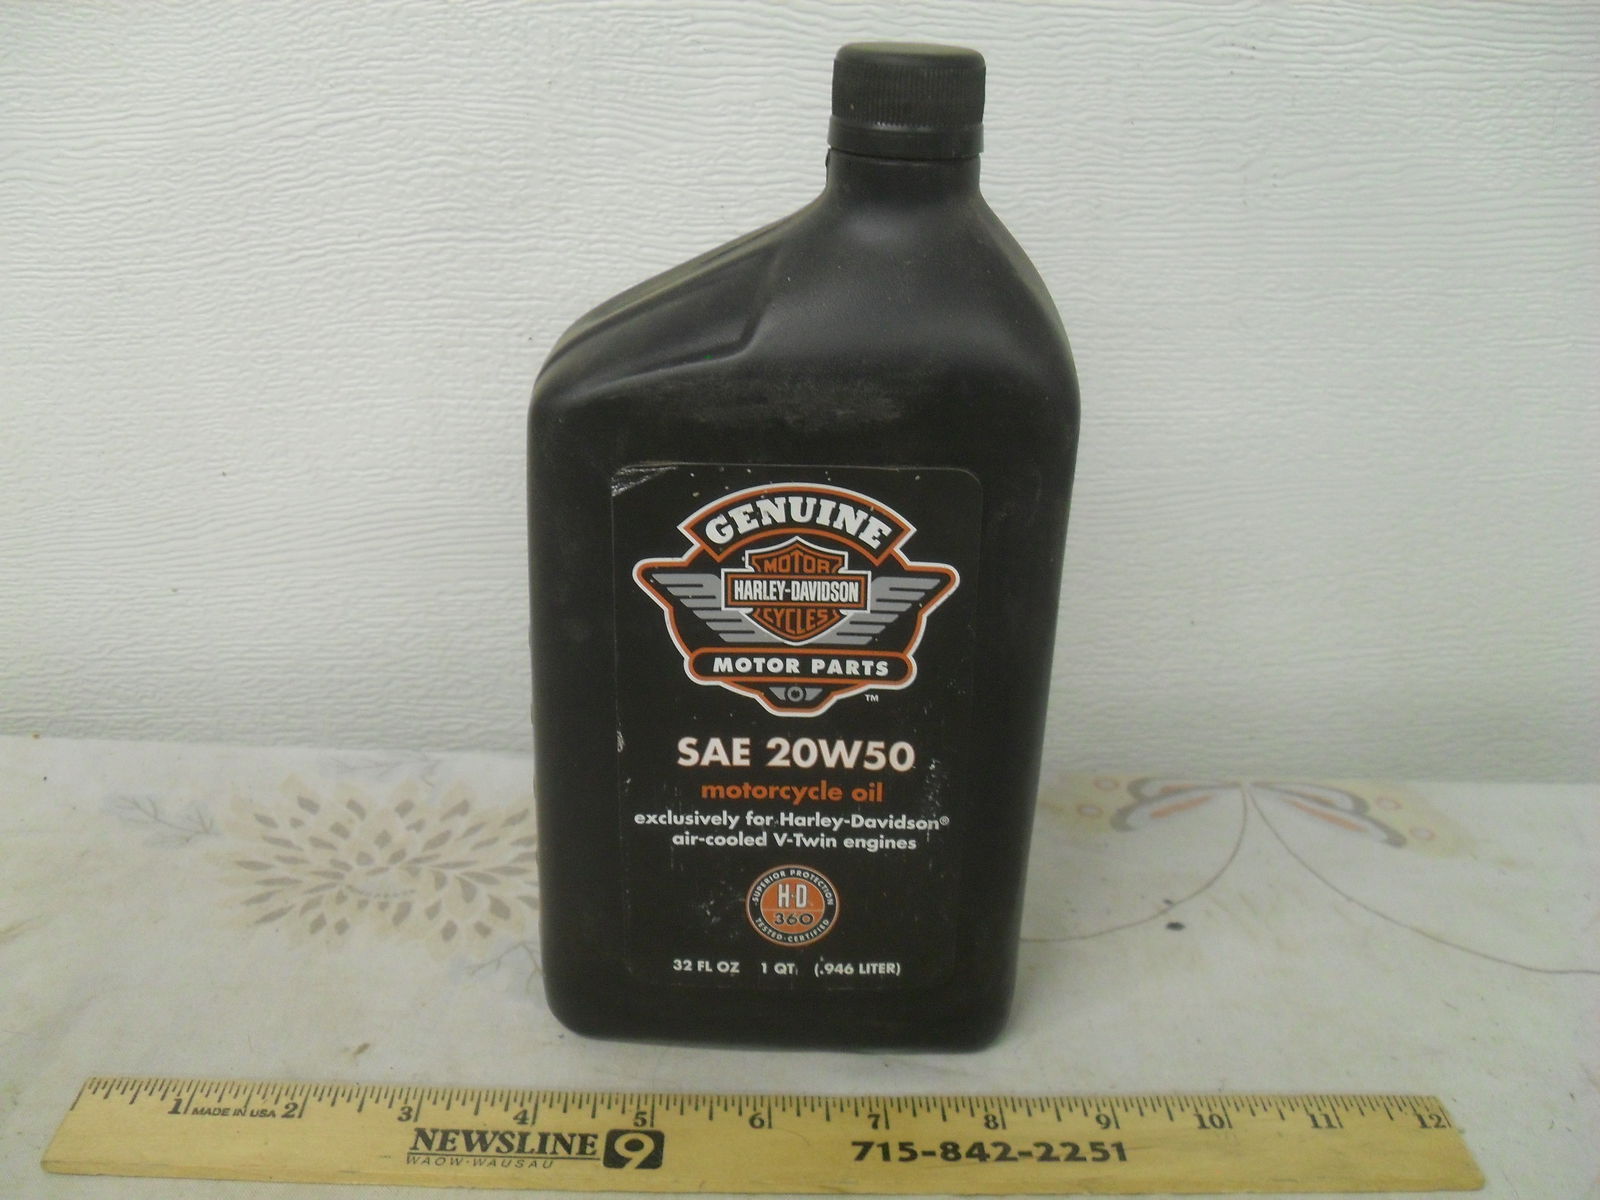 GENUINE
MOTOR
HARLEY-DAVIDSON
CYCLES
MOTOR PARTS
™
SAE 20W50
motorcycle oil
exclusively for Harley-Davidson®
air-cooled V-Twin engines
SUPERIOR PROTECTION
H-D
360
TESTED-CERTIFIED
32 FL OZ 1 QT. (.946 LITER)
1 MADE IN USA 2 3 4 5 6 7 8 9 10 11 12
NEWSLINE 9 715-842-2251
WAOW-WAUSAU